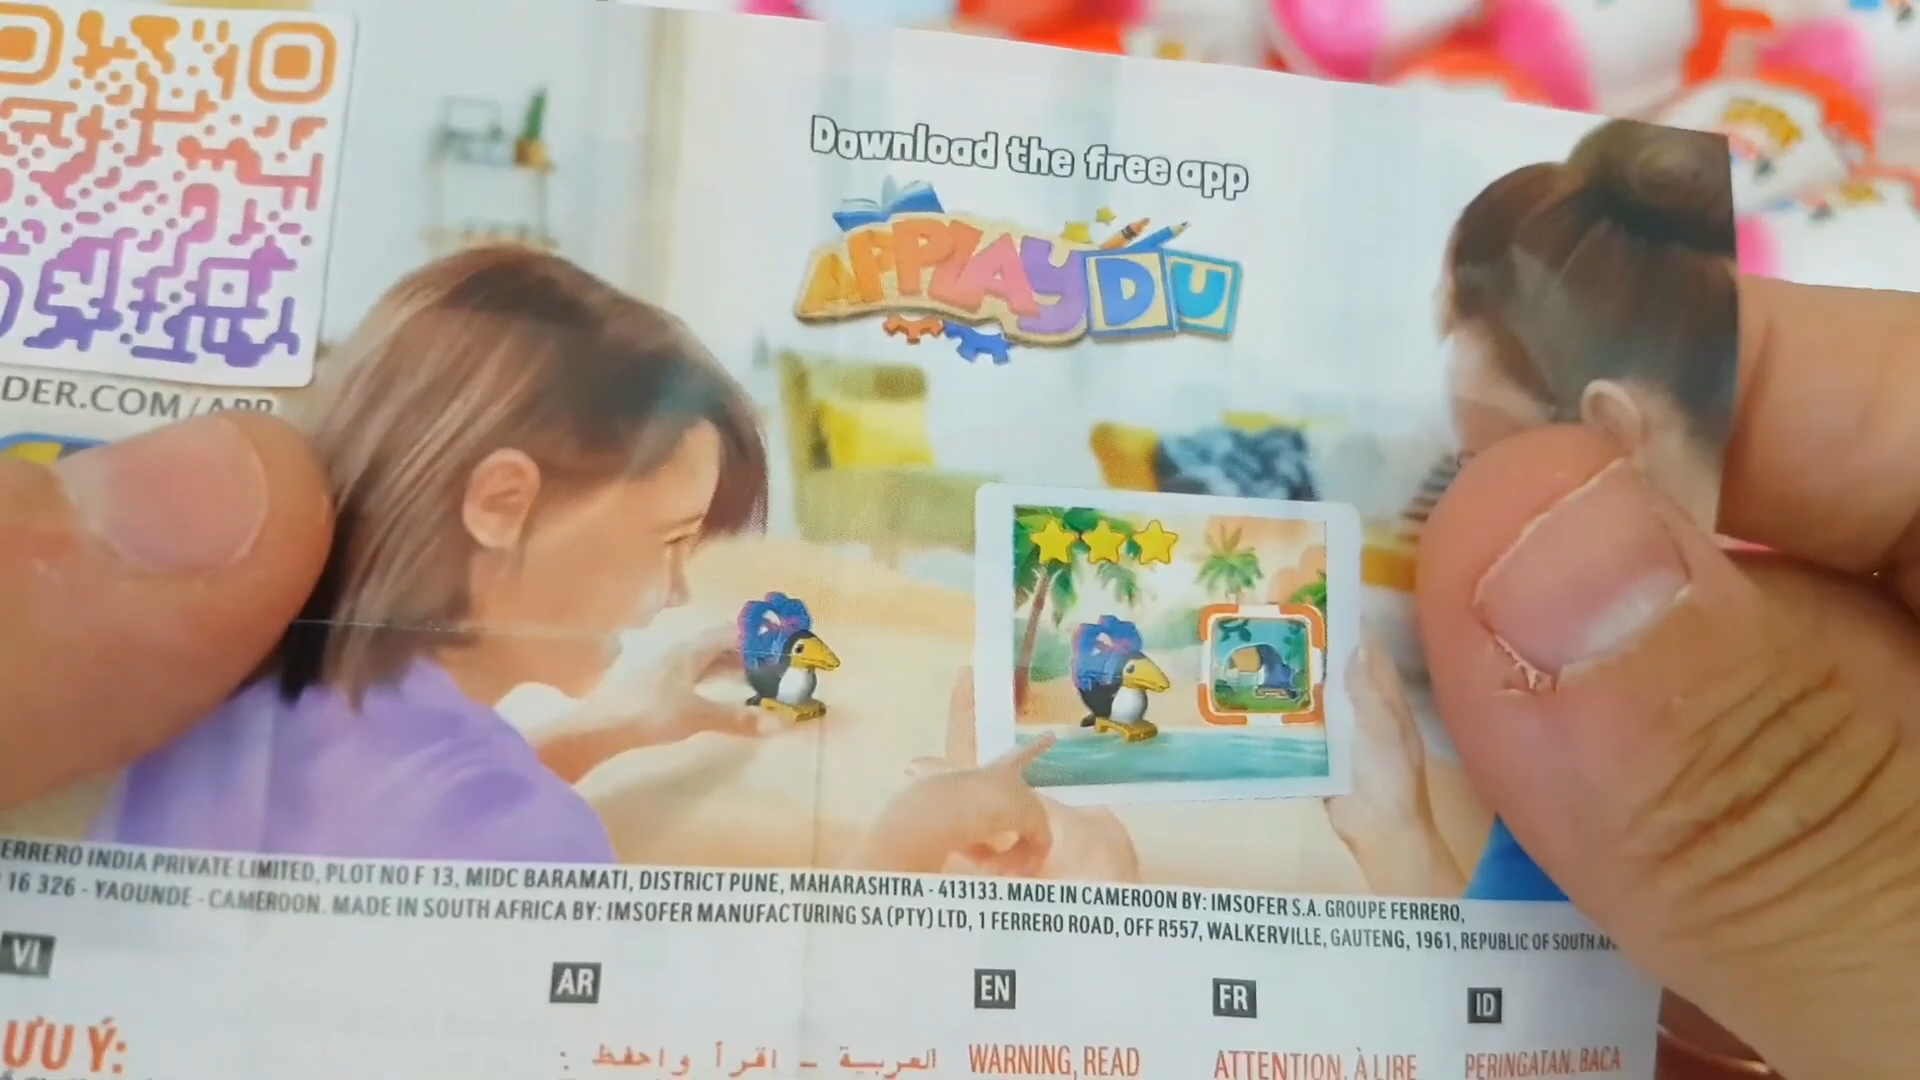 Download the free app
APPLAYDU
DER.COM/APP
ERRERO INDIA PRIVATE LIMITED, PLOT NO F 13, MIDC BARAMATI, DISTRICT PUNE, MAHARASHTRA - 413133. MADE IN CAMEROON BY: IMSOFER S.A. GROUPE FERRERO,
16 326 - YAOUNDE - CAMEROON. MADE IN SOUTH AFRICA BY: IMSOFER MANUFACTURING SA (PTY) LTD, 1 FERRERO ROAD, OFF R557, WALKERVILLE, GAUTENG, 1961, REPUBLIC OF SOUTH
VI
AR
EN
FR
ID
ƯU Ý:
العربية – اقرأ واحفظ :
WARNING, READ
ATTENTION, À LIRE
PERINGATAN. BACA